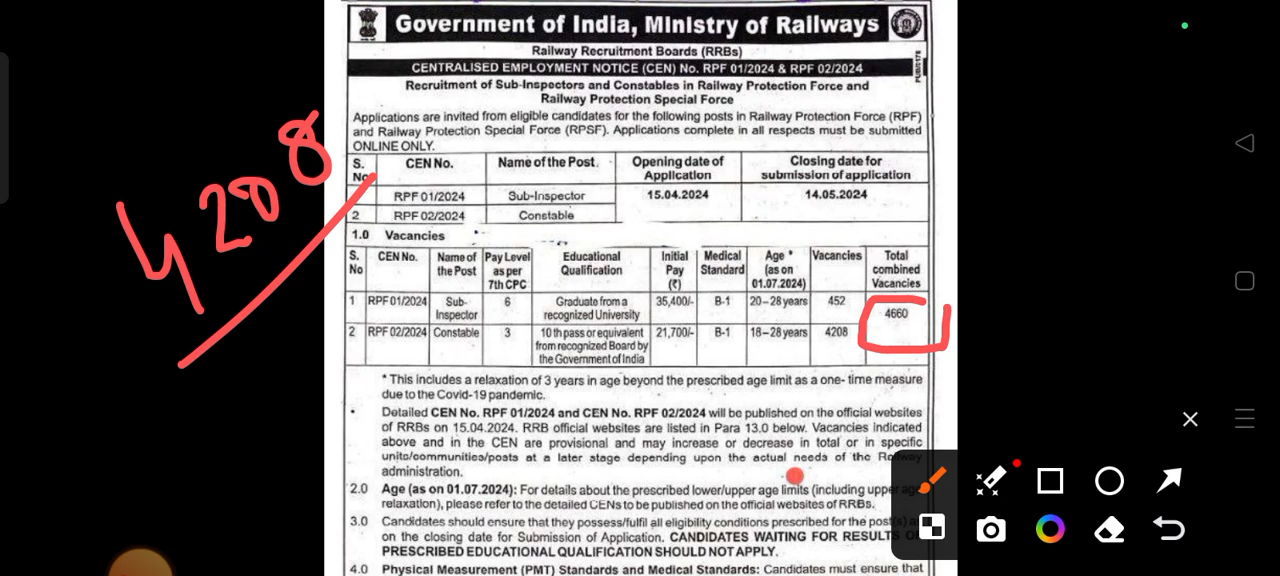 Government of India, Ministry of Railways
Railway Recruitment Boards (RRBs)
CENTRALISED EMPLOYMENT NOTICE (CEN) No. RPF 01/2024 & RPF 02/2024
PUB/0176
Recruitment of Sub-Inspectors and Constables in Railway Protection Force and
Railway Protection Special Force
Applications are invited from eligible candidates for the following posts in Railway Protection Force (RPF)
and Railway Protection Special Force (RPSF). Applications complete in all respects must be submitted
ONLINE ONLY.
4208
S. No CEN No. Name of the Post. Opening date of Application Closing date for submission of application
RPF 01/2024 Sub-Inspector 15.04.2024 14.05.2024
2 RPF 02/2024 Constable
1.0 Vacancies
S. No CEN No. Name of the Post Pay Level as per 7th CPC Educational Qualification Initial Pay (₹) Medical Standard Age * (as on 01.07.2024) Vacancies Total combined Vacancies
1 RPF 01/2024 Sub-Inspector 6 Graduate from a recognized University 35,400/- B-1 20-28 years 452 4660
2 RPF 02/2024 Constable 3 10th pass or equivalent from recognized Board by the Government of India 21,700/- B-1 18-28 years 4208
* This includes a relaxation of 3 years in age beyond the prescribed age limit as a one- time measure
due to the Covid-19 pandemic.
• Detailed CEN No. RPF 01/2024 and CEN No. RPF 02/2024 will be published on the official websites
of RRBs on 15.04.2024. RRB official websites are listed in Para 13.0 below. Vacancies indicated
above and in the CEN are provisional and may increase or decrease in total or in specific
units/communities/posts at a later stage depending upon the actual needs of the Railway
administration.
2.0 Age (as on 01.07.2024): For details about the prescribed lower/upper age limits (including upper age
relaxation), please refer to the detailed CENs to be published on the official websites of RRBs.
3.0 Candidates should ensure that they possess/fulfil all eligibility conditions prescribed for the post(s)
on the closing date for Submission of Application. CANDIDATES WAITING FOR RESULTS OF
PRESCRIBED EDUCATIONAL QUALIFICATION SHOULD NOT APPLY.
4.0 Physical Measurement (PMT) Standards and Medical Standards: Candidates must ensure that